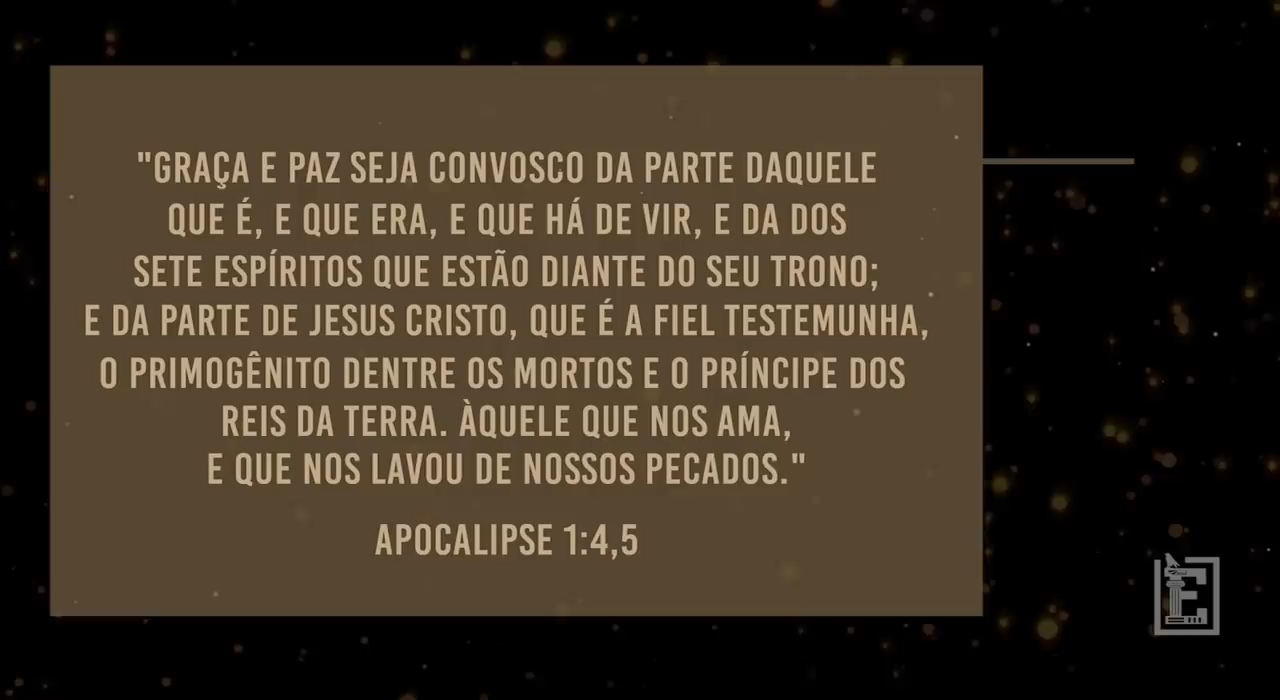 "GRAÇA E PAZ SEJA CONVOSCO DA PARTE DAQUELE
QUE É, E QUE ERA, E QUE HÁ DE VIR, E DA DOS
SETE ESPÍRITOS QUE ESTÃO DIANTE DO SEU TRONO;
E DA PARTE DE JESUS CRISTO, QUE É A FIEL TESTEMUNHA,
O PRIMOGÊNITO DENTRE OS MORTOS E O PRÍNCIPE DOS
REIS DA TERRA. ÀQUELE QUE NOS AMA,
E QUE NOS LAVOU DE NOSSOS PECADOS."
APOCALIPSE 1:4,5
E